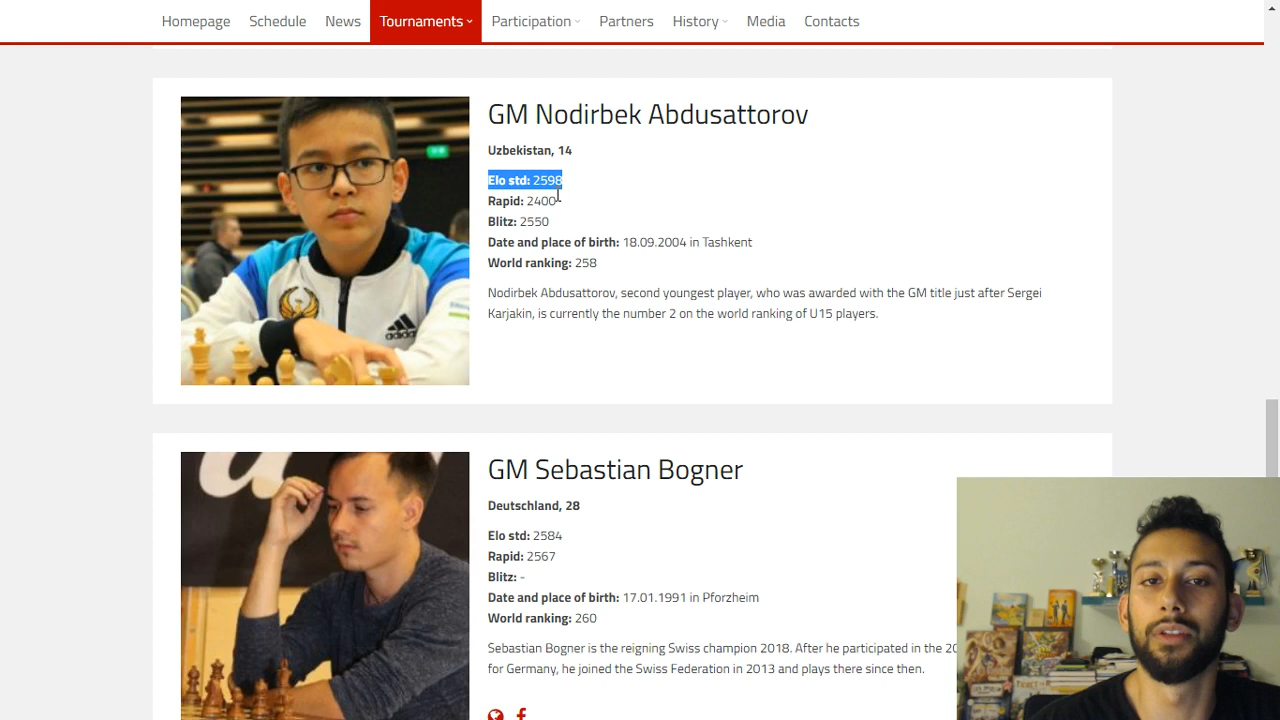 Homepage Schedule News Tournaments Participation Partners History Media Contacts
GM Nodirbek Abdusattorov
Uzbekistan, 14
Elo std: 2598
Rapid: 2400
Blitz: 2550
Date and place of birth: 18.09.2004 in Tashkent
World ranking: 258
Nodirbek Abdusattorov, second youngest player, who was awarded with the GM title just after Sergei
Karjakin, is currently the number 2 on the world ranking of U15 players.
GM Sebastian Bogner
Deutschland, 28
Elo std: 2584
Rapid: 2567
Blitz: -
Date and place of birth: 17.01.1991 in Pforzheim
World ranking: 260
Sebastian Bogner is the reigning Swiss champion 2018. After he participated in the
for Germany, he joined the Swiss Federation in 2013 and plays there since then.